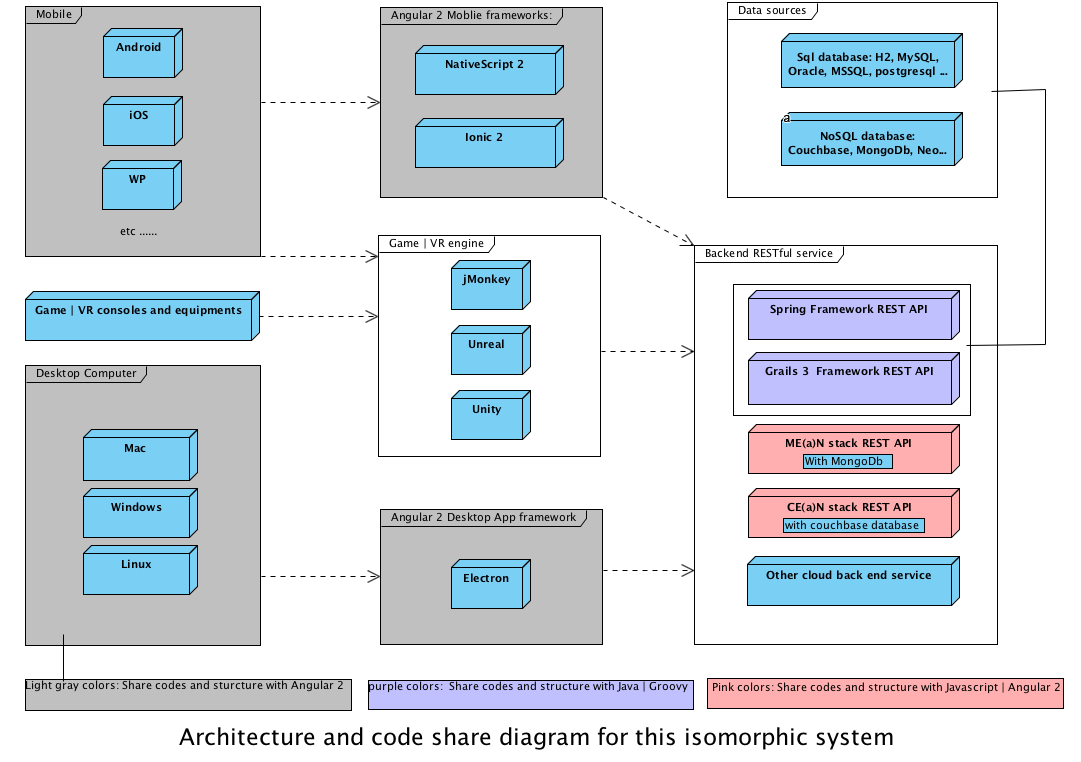 Mobile
Android
iOS
WP
etc ......
Angular 2 Moblie frameworks:
NativeScript 2
Ionic 2
Data sources
Sql database: H2, MySQL,
Oracle, MSSQL, postgresql ...
a
NoSQL database:
Couchbase, MongoDb, Neo...
Game | VR consoles and equipments
Game | VR engine
jMonkey
Unreal
Unity
Backend RESTful service
Spring Framework REST API
Grails 3  Framework REST API
ME(a)N stack REST API
With MongoDb
CE(a)N stack REST API
with couchbase database
Other cloud back end service
Desktop Computer
Mac
Windows
Linux
Angular 2 Desktop App framework
Electron
Light gray colors: Share codes and sturcture with Angular 2
purple colors:  Share codes and structure with Java | Groovy
Pink colors: Share codes and structure with Javascript | Angular 2
Architecture and code share diagram for this isomorphic system